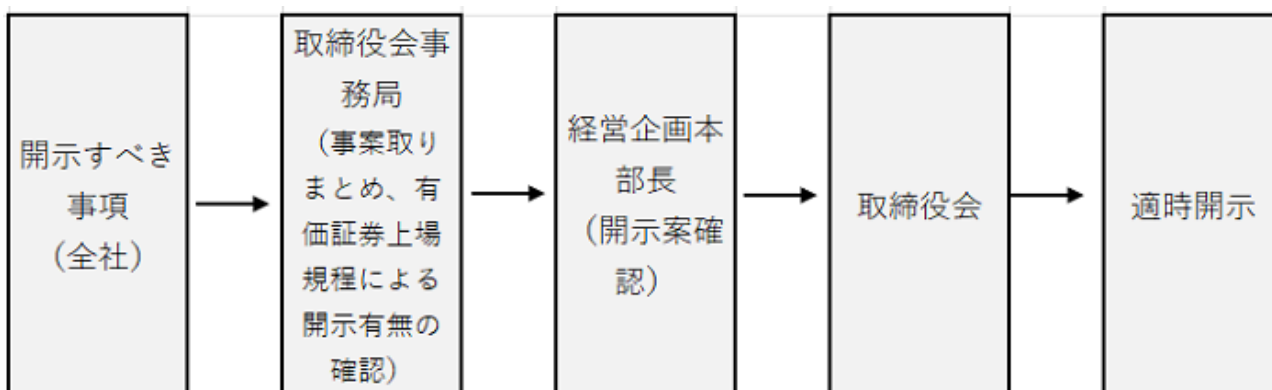 開示すべき
事項
（全社）
取締役会事
務局
（事案取り
まとめ、有
価証券上場
規程による
開示有無の
確認）
経営企画本
部長
（開示案確
認）
取締役会
適時開示